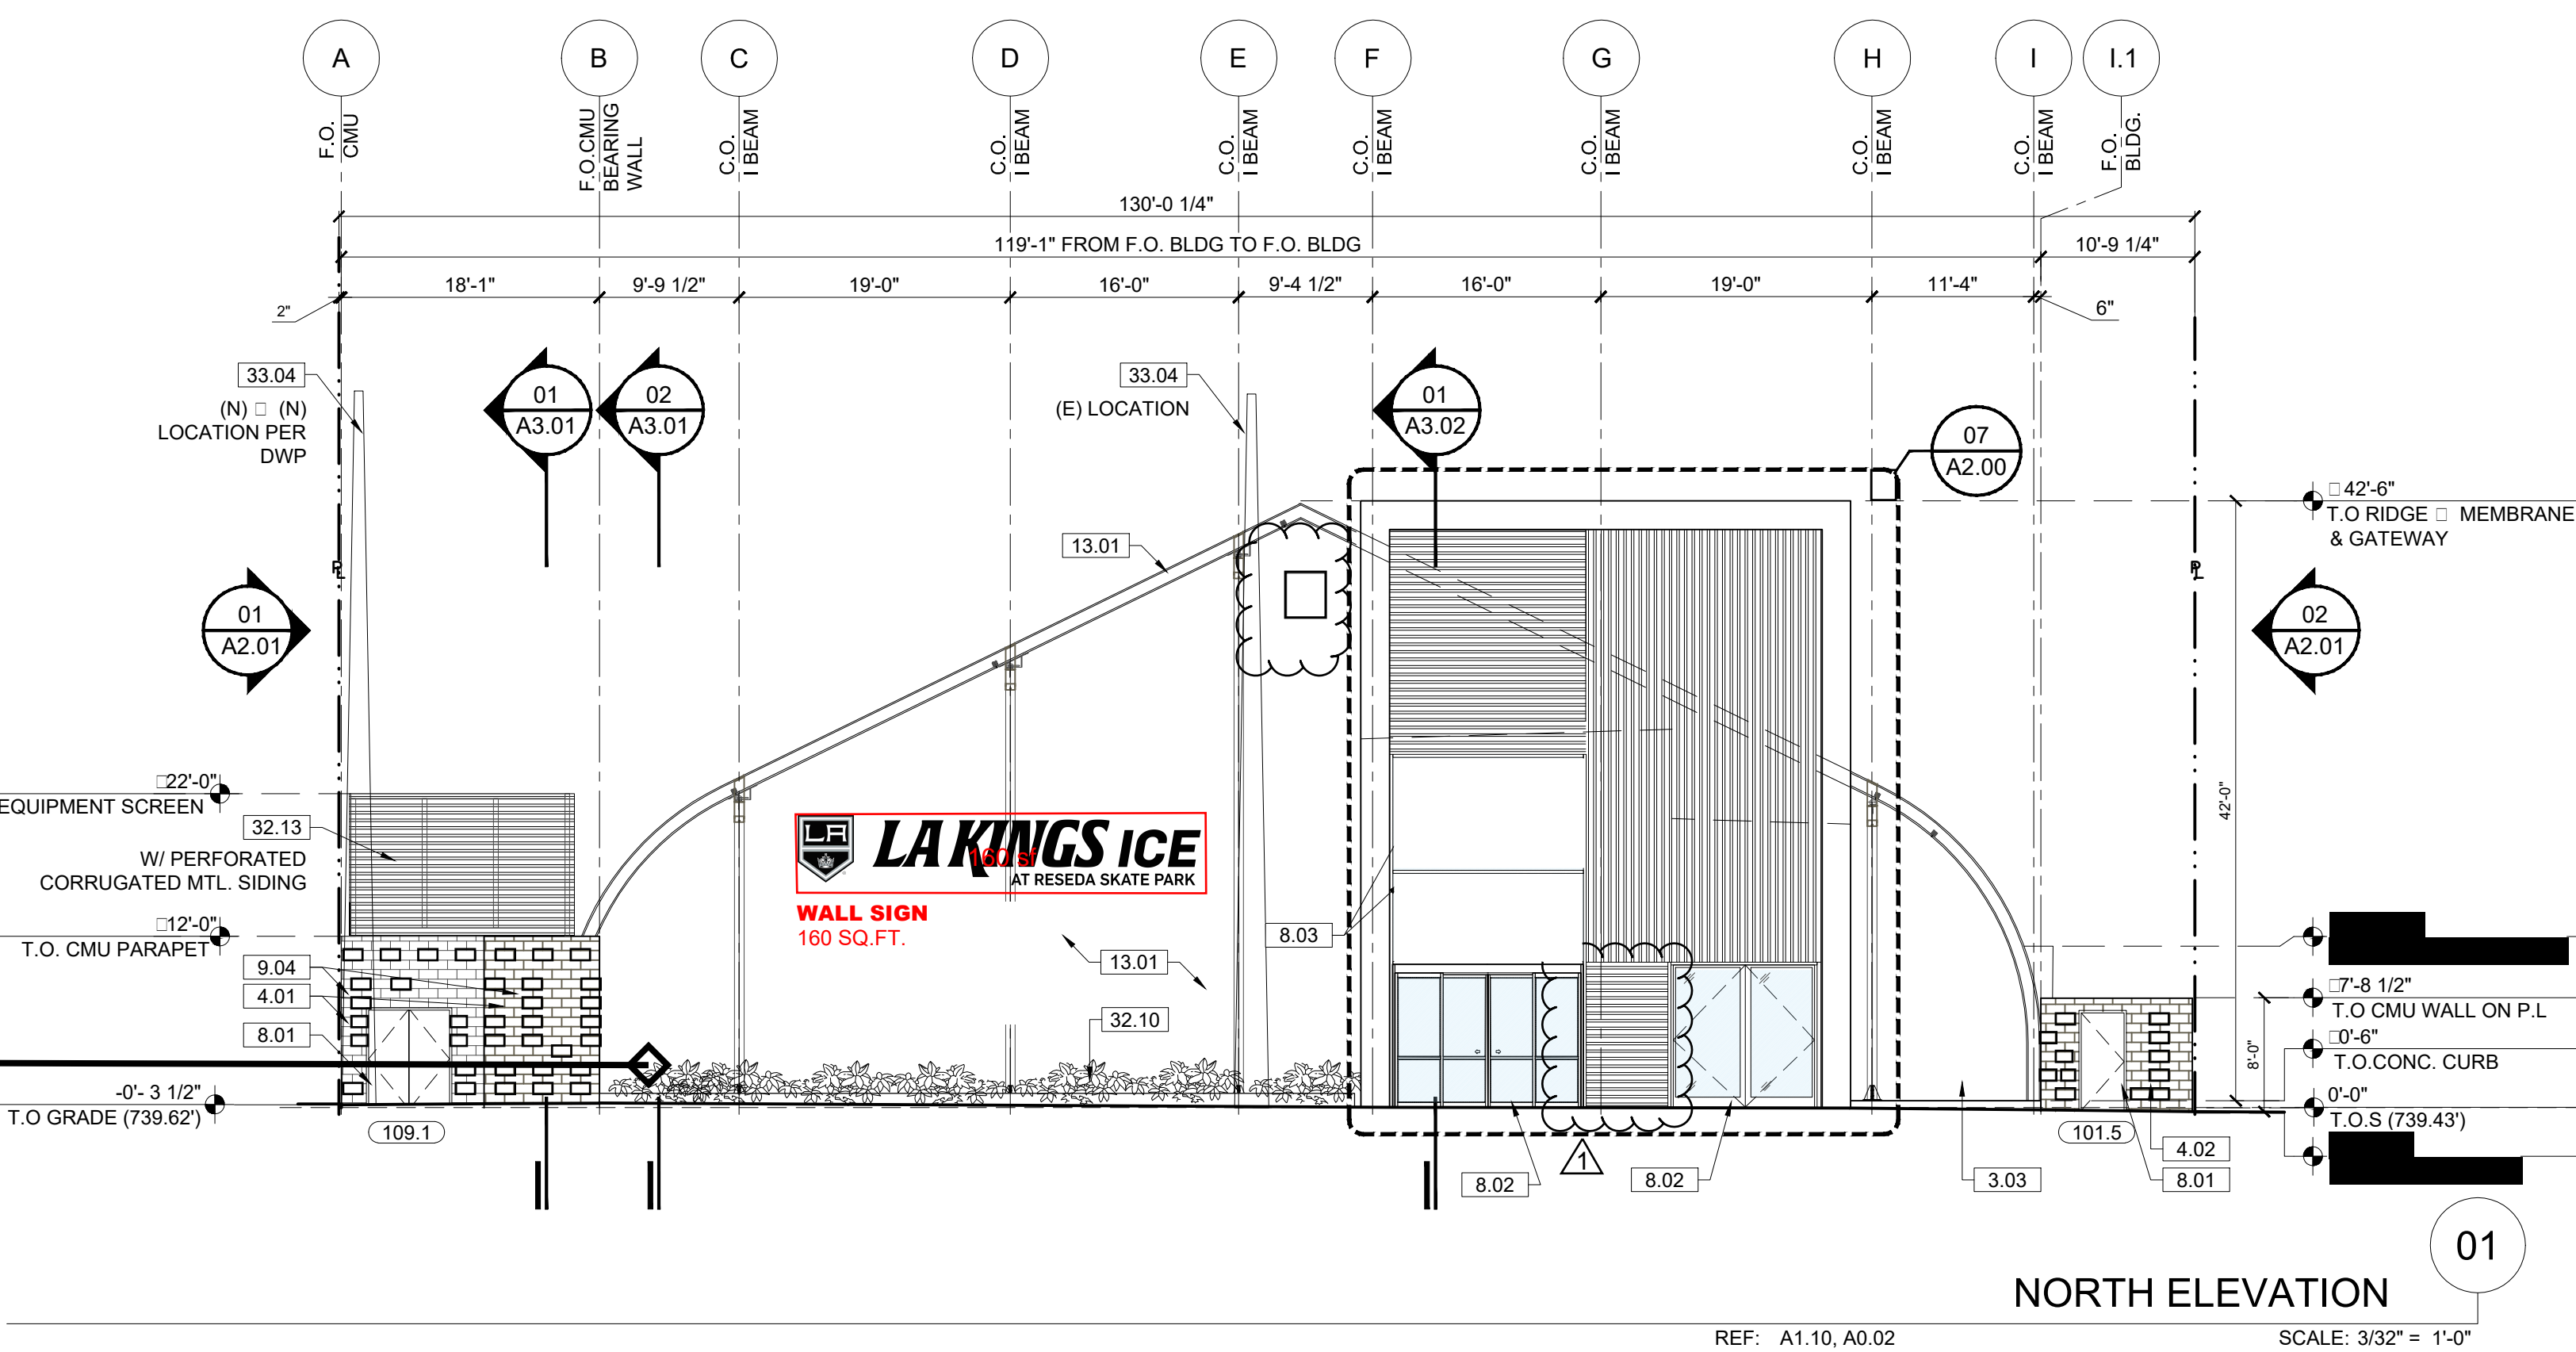 A
B
C
D
E
F
G
H
I
I.1
F.O.
CMU
F.O.CMU
BEARING
WALL
C.O.
I BEAM
C.O.
I BEAM
C.O.
I BEAM
C.O.
I BEAM
C.O.
I BEAM
C.O.
I BEAM
C.O.
I BEAM
F.O.
BLDG.
130'-0 1/4"
119'-1" FROM F.O. BLDG TO F.O. BLDG
10'-9 1/4"
18'-1"
9'-9 1/2"
19'-0"
16'-0"
9'-4 1/2"
16'-0"
19'-0"
11'-4"
2"
6"
33.04
(N) □ (N)
LOCATION PER
DWP
01
A3.01
02
A3.01
33.04
(E) LOCATION
01
A3.02
07
A2.00
□ 42'-6"
T.O RIDGE □ MEMBRANE
& GATEWAY
13.01
PL
PL
01
A2.01
02
A2.01
□22'-0"
EQUIPMENT SCREEN
32.13
W/ PERFORATED
CORRUGATED MTL. SIDING
LA
LA KINGS ICE
160 sf
AT RESEDA SKATE PARK
WALL SIGN
160 SQ.FT.
42'-0"
□12'-0"
T.O. CMU PARAPET
8.03
9.04
4.01
8.01
13.01
32.10
□7'-8 1/2"
T.O CMU WALL ON P.L
□0'-6"
T.O.CONC. CURB
8'-0"
-0'- 3 1/2"
T.O GRADE (739.62')
0'-0"
T.O.S (739.43')
109.1
101.5
1
8.02
8.02
3.03
4.02
8.01
01
NORTH ELEVATION
REF: A1.10, A0.02
SCALE: 3/32" = 1'-0"